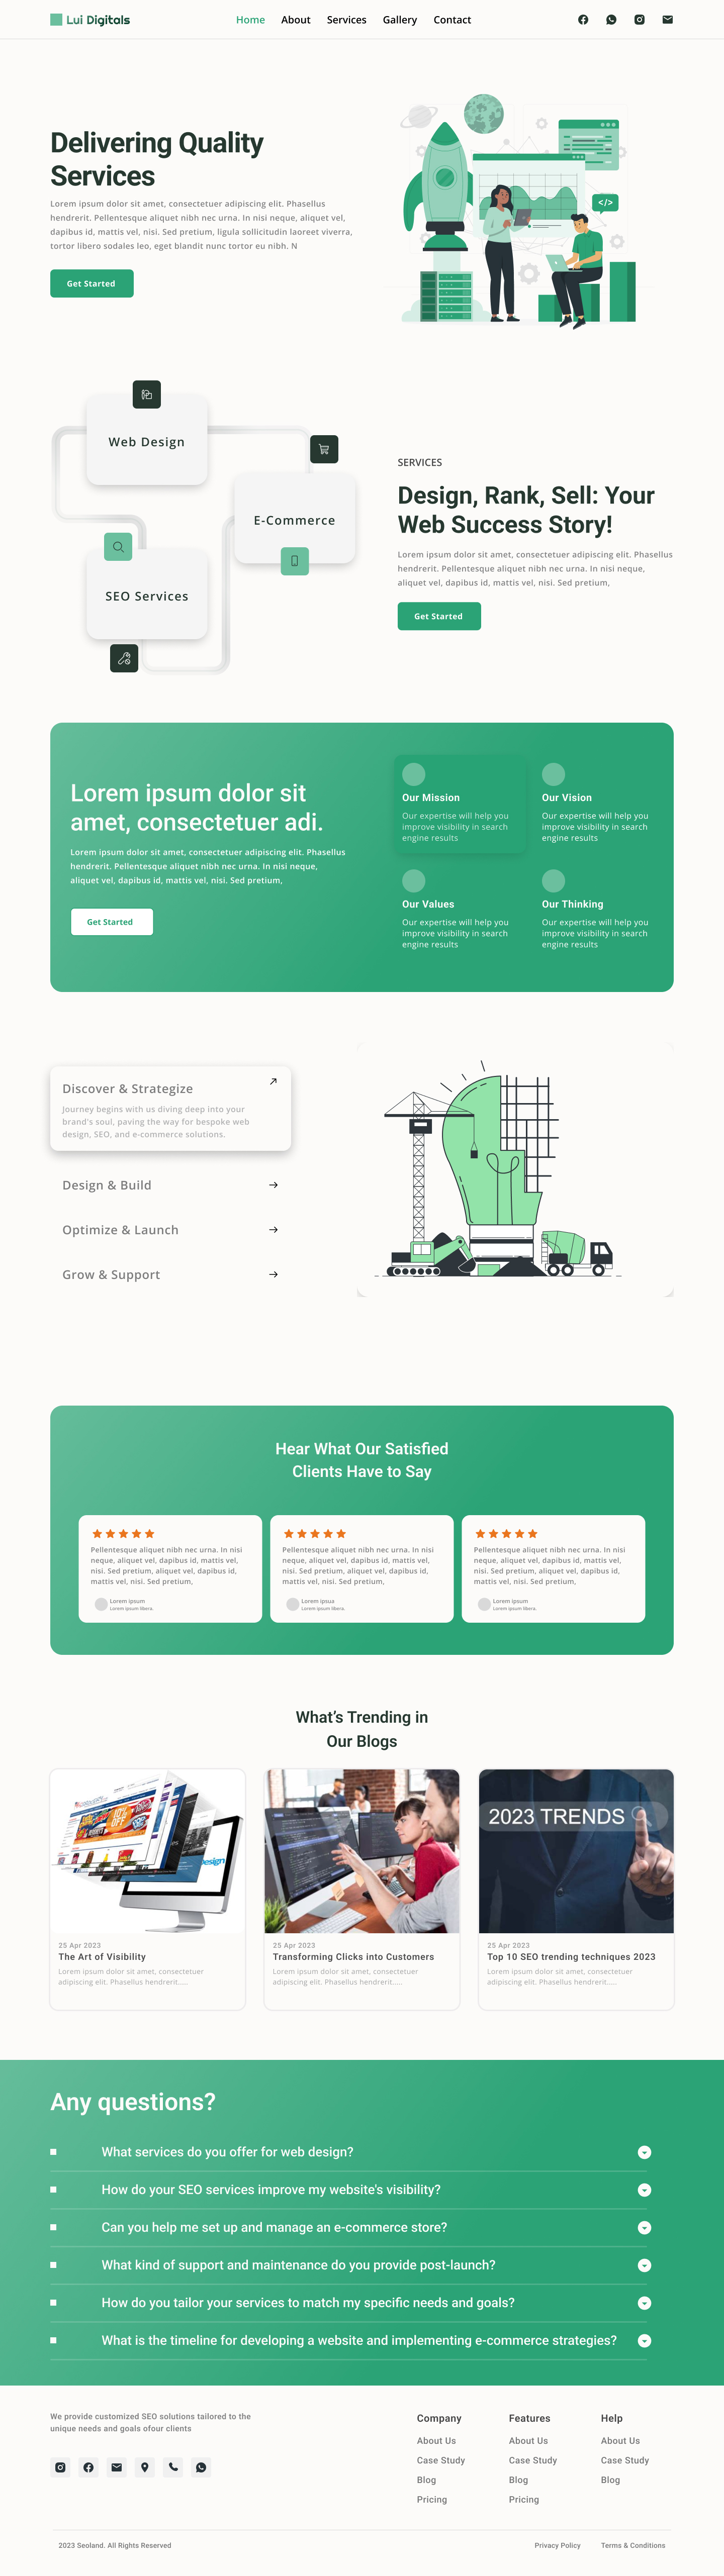 Lui Digitals
Home About Services Gallery Contact
Delivering Quality
Services
Lorem ipsum dolor sit amet, consectetuer adipiscing elit. Phasellus
hendrerit. Pellentesque aliquet nibh nec urna. In nisi neque, aliquet vel,
dapibus id, mattis vel, nisi. Sed pretium, ligula sollicitudin laoreet viverra,
tortor libero sodales leo, eget blandit nunc tortor eu nibh. N
Get Started
</>
Web Design
E-Commerce
SEO Services
SERVICES
Design, Rank, Sell: Your
Web Success Story!
Lorem ipsum dolor sit amet, consectetuer adipiscing elit. Phasellus
hendrerit. Pellentesque aliquet nibh nec urna. In nisi neque,
aliquet vel, dapibus id, mattis vel, nisi. Sed pretium,
Get Started
Lorem ipsum dolor sit
amet, consectetuer adi.
Lorem ipsum dolor sit amet, consectetuer adipiscing elit. Phasellus
hendrerit. Pellentesque aliquet nibh nec urna. In nisi neque,
aliquet vel, dapibus id, mattis vel, nisi. Sed pretium,
Get Started
Our Mission
Our expertise will help you
improve visibility in search
engine results
Our Vision
Our expertise will help you
improve visibility in search
engine results
Our Values
Our expertise will help you
improve visibility in search
engine results
Our Thinking
Our expertise will help you
improve visibility in search
engine results
Discover & Strategize
Journey begins with us diving deep into your
brand's soul, paving the way for bespoke web
design, SEO, and e-commerce solutions.
Design & Build
Optimize & Launch
Grow & Support
Hear What Our Satisfied
Clients Have to Say
Pellentesque aliquet nibh nec urna. In nisi
neque, aliquet vel, dapibus id, mattis vel,
nisi. Sed pretium, aliquet vel, dapibus id,
mattis vel, nisi. Sed pretium,
Lorem ipsum
Lorem ipsum libera.
Pellentesque aliquet nibh nec urna. In nisi
neque, aliquet vel, dapibus id, mattis vel,
nisi. Sed pretium, aliquet vel, dapibus id,
mattis vel, nisi. Sed pretium,
Lorem ipsua
Lorem ipsum libera.
Pellentesque aliquet nibh nec urna. In nisi
neque, aliquet vel, dapibus id, mattis vel,
nisi. Sed pretium, aliquet vel, dapibus id,
mattis vel, nisi. Sed pretium,
Lorem ipsum
Lorem ipsum libera.
What's Trending in
Our Blogs
2023 TRENDS
25 Apr 2023
The Art of Visibility
Lorem ipsum dolor sit amet, consectetuer
adipiscing elit. Phasellus hendrerit.....
25 Apr 2023
Transforming Clicks into Customers
Lorem ipsum dolor sit amet, consectetuer
adipiscing elit. Phasellus hendrerit......
25 Apr 2023
Top 10 SEO trending techniques 2023
Lorem ipsum dolor sit amet, consectetuer
adipiscing elit. Phasellus hendrerit......
Any questions?
What services do you offer for web design?
How do your SEO services improve my website's visibility?
Can you help me set up and manage an e-commerce store?
What kind of support and maintenance do you provide post-launch?
How do you tailor your services to match my specific needs and goals?
What is the timeline for developing a website and implementing e-commerce strategies?
We provide customized SEO solutions tailored to the
unique needs and goals ofour clients
Company
About Us
Case Study
Blog
Pricing
Features
About Us
Case Study
Blog
Pricing
Help
About Us
Case Study
Blog
2023 Seoland. All Rights Reserved
Privacy Policy
Terms & Conditions